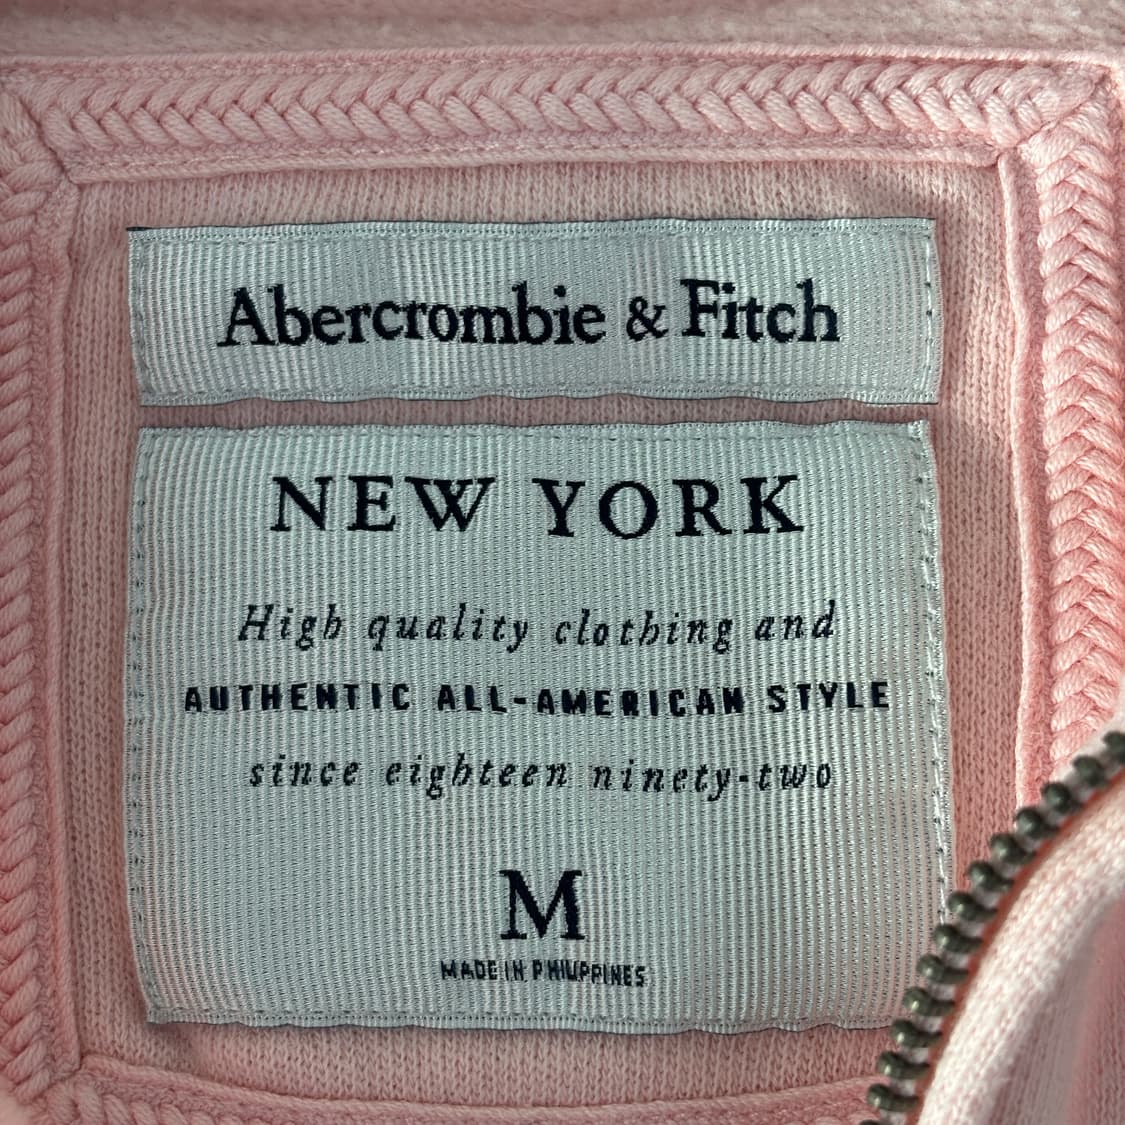 Abercrombie & Fitch
NEW YORK
High quality clothing and
AUTHENTIC ALL-AMERICAN STYLE
since eighteen ninety-two
M
MADE IN PHILIPPINES